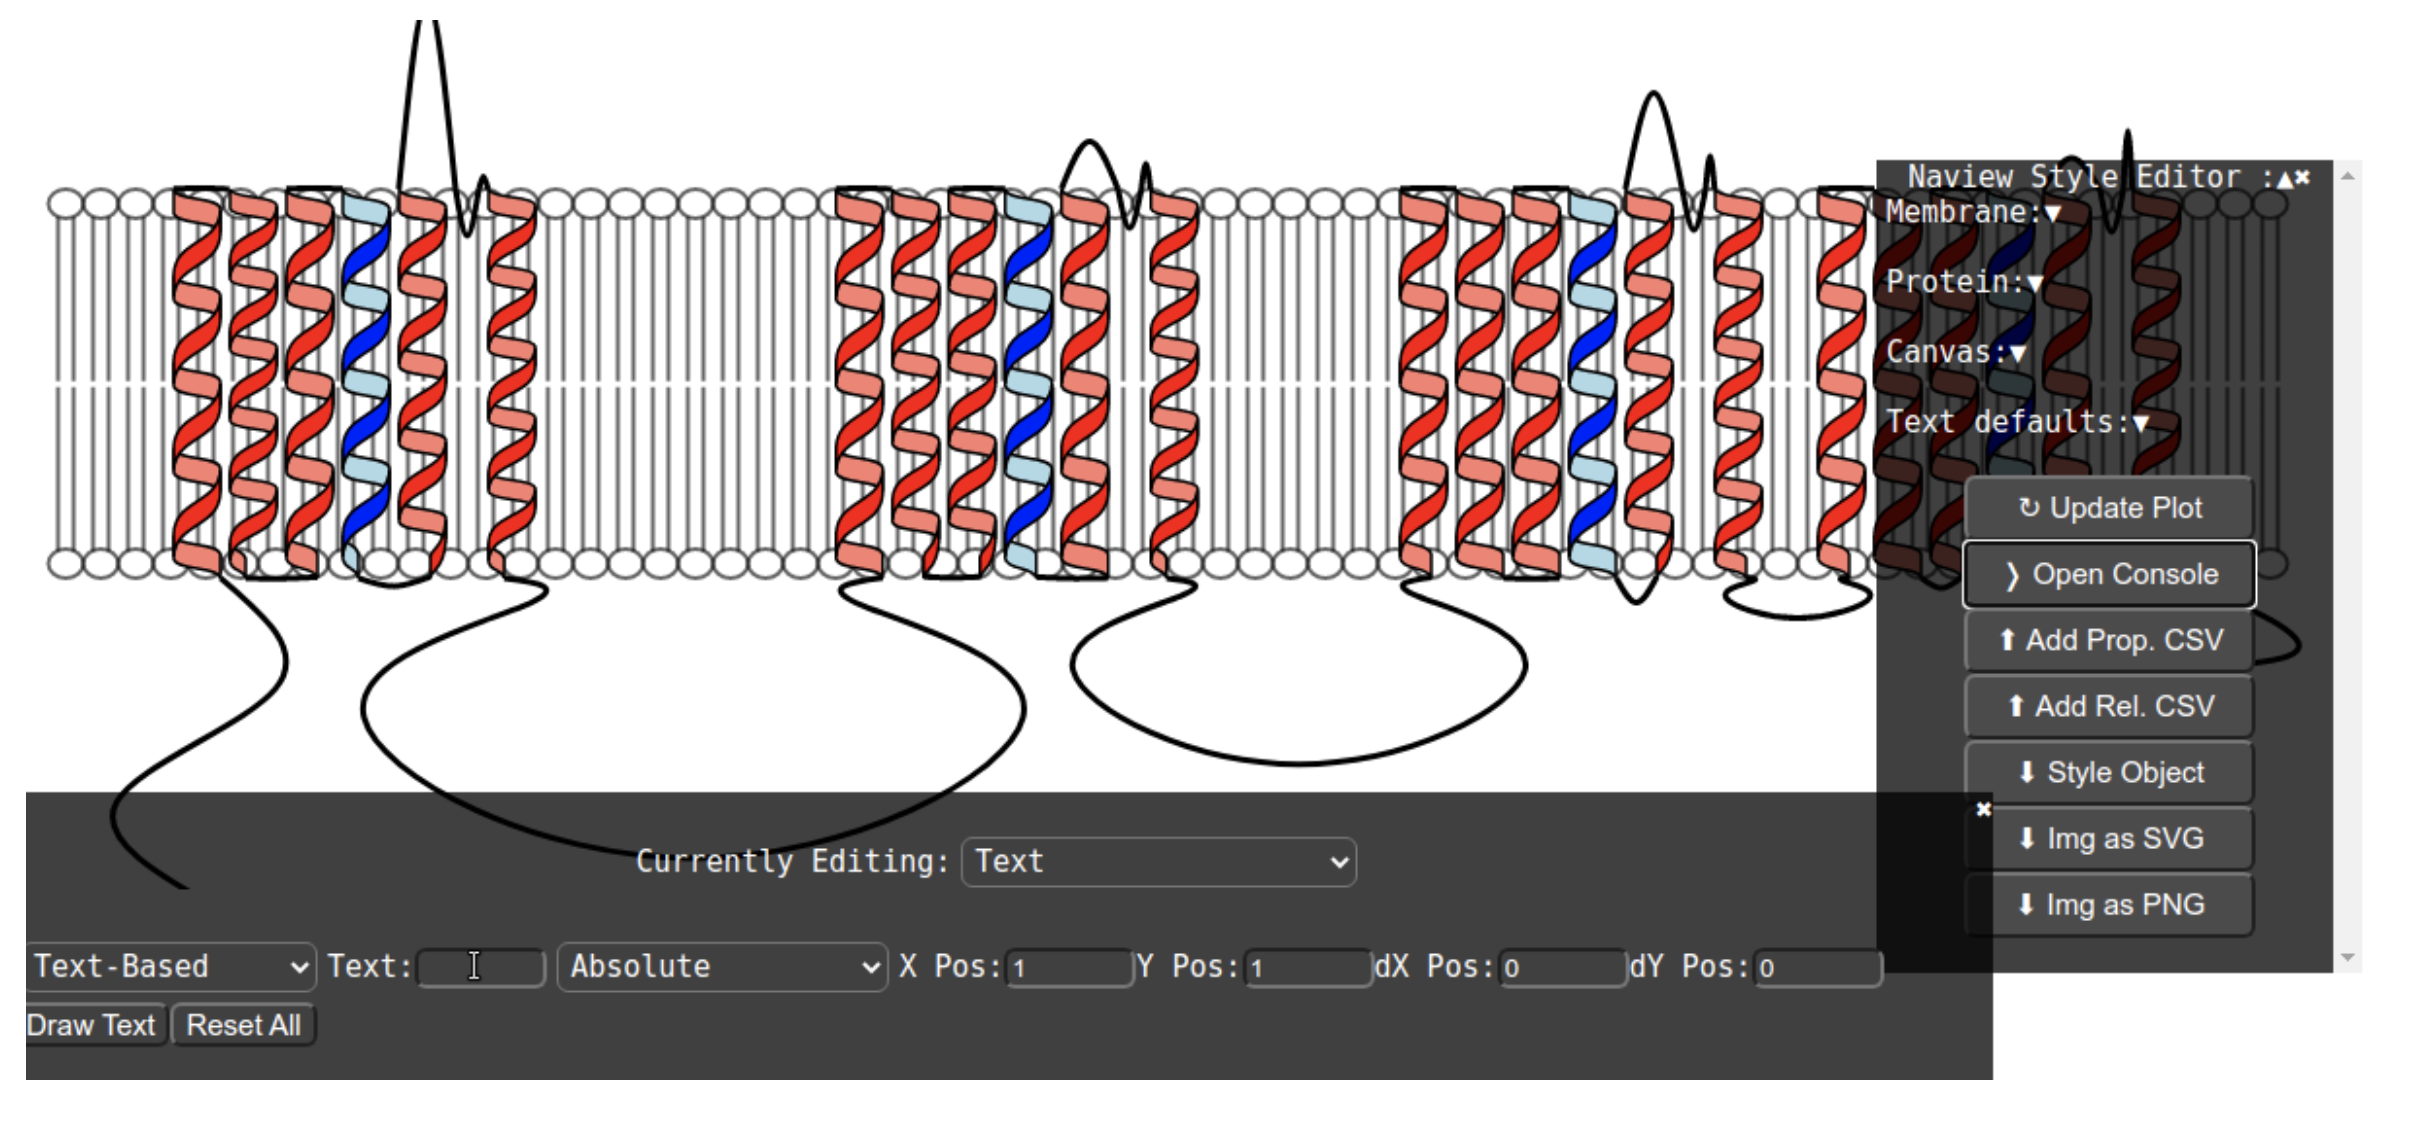 Naview Style Editor :▲✖
Membrane:▼
Protein:▼
Canvas:▼
Text defaults:▼
↻ Update Plot
❭ Open Console
⬆ Add Prop. CSV
⬆ Add Rel. CSV
⬇ Style Object
⬇ Img as SVG
⬇ Img as PNG
✖
Currently Editing: Text
Text-Based Text: Absolute X Pos: 1 Y Pos: 1 dX Pos: 0 dY Pos: 0
Draw Text Reset All